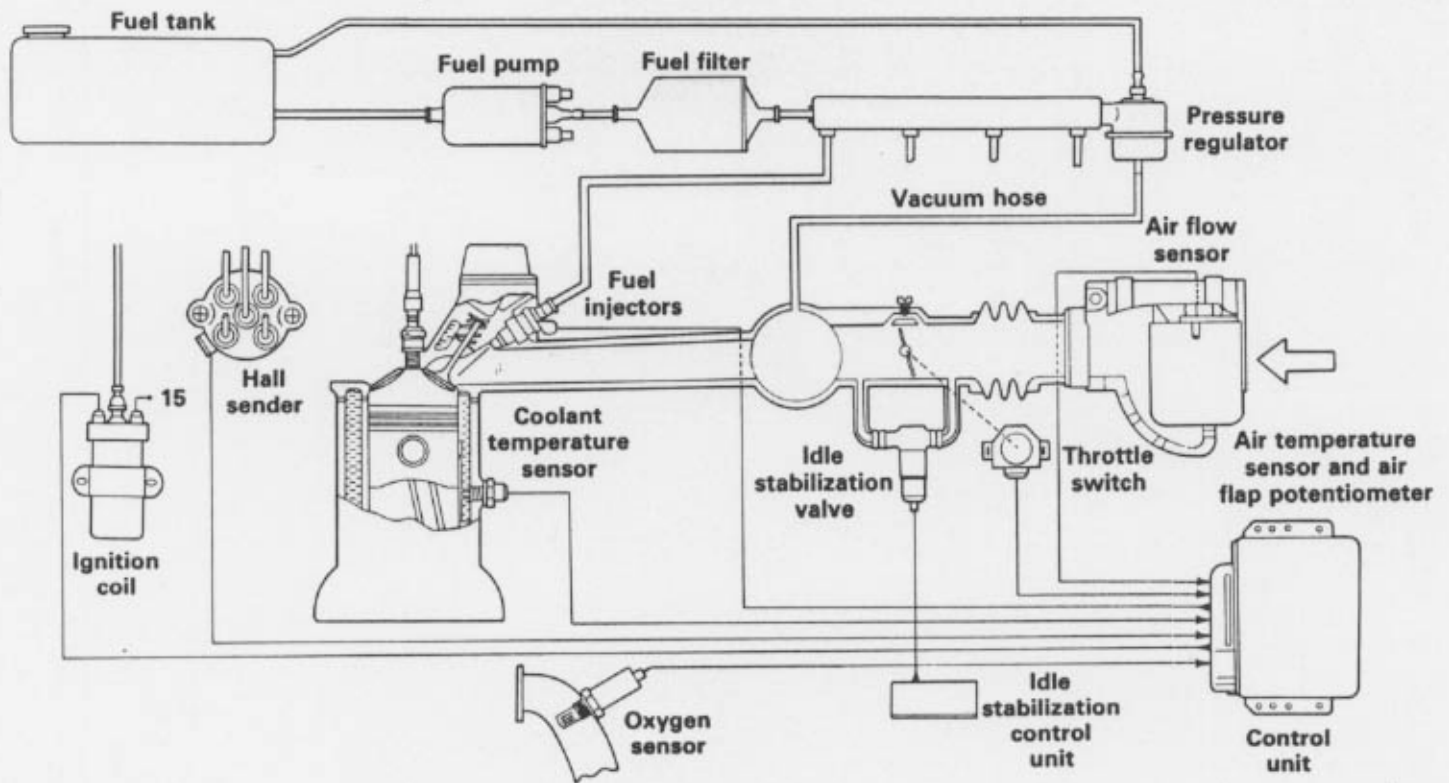 Fuel tank
Fuel pump
Fuel filter
Pressure
regulator
Vacuum hose
Air flow
sensor
Fuel
injectors
Hall
sender
15
Coolant
temperature
sensor
Idle
stabilization
valve
Throttle
switch
Air temperature
sensor and air
flap potentiometer
Ignition
coil
Oxygen
sensor
Idle
stabilization
control
unit
Control
unit